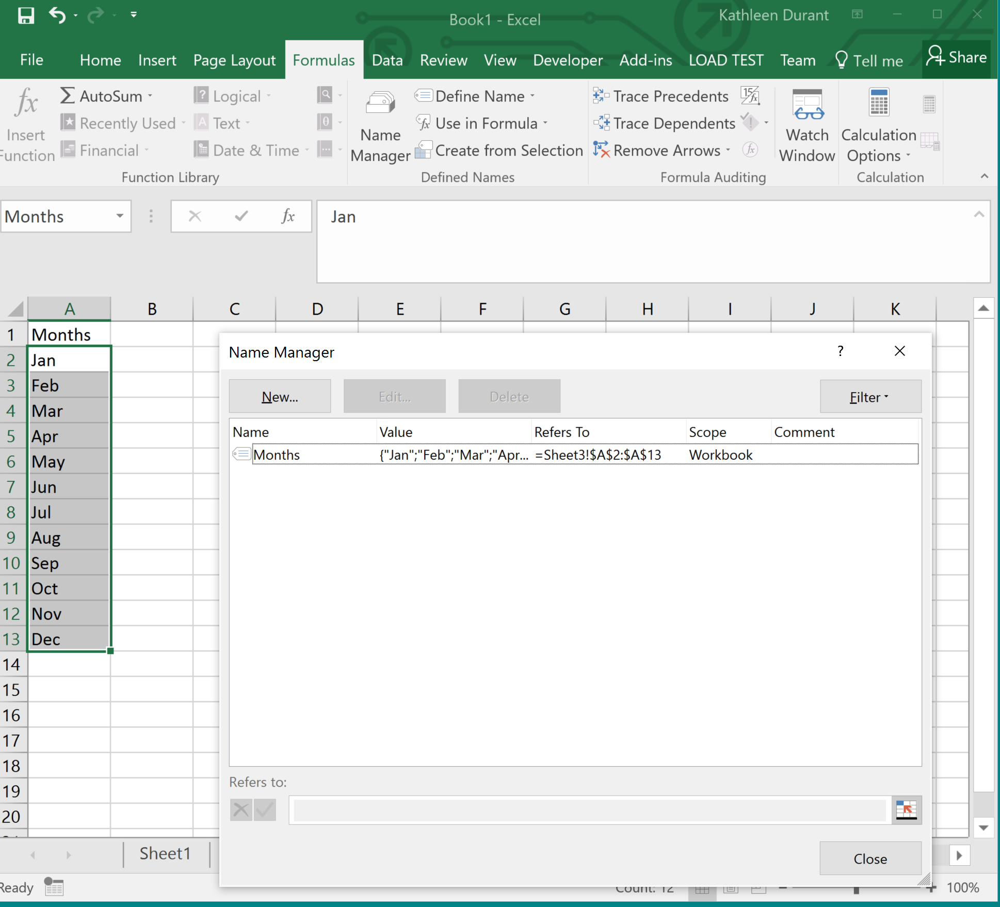 Book1 - Excel
Kathleen Durant
File Home Insert Page Layout Formulas Data Review View Developer Add-ins LOAD TEST Team Tell me Share
Insert Function
AutoSum
Recently Used
Financial
Logical
Text
Date & Time
Function Library
Name Manager
Define Name
Use in Formula
Create from Selection
Defined Names
Trace Precedents
Trace Dependents
Remove Arrows
Formula Auditing
Watch Window
Calculation Options
Calculation
Months
fx
Jan
A B C D E F G H I J K
1 Months
2 Jan
3 Feb
4 Mar
5 Apr
6 May
7 Jun
8 Jul
9 Aug
10 Sep
11 Oct
12 Nov
13 Dec
14
15
16
17
18
19
20
Name Manager
?
New... Edit... Delete Filter
Name Value Refers To Scope Comment
Months {"Jan";"Feb";"Mar";"Apr... =Sheet3!$A$2:$A$13 Workbook
Refers to:
Close
Sheet1
Ready
Count: 12
100%